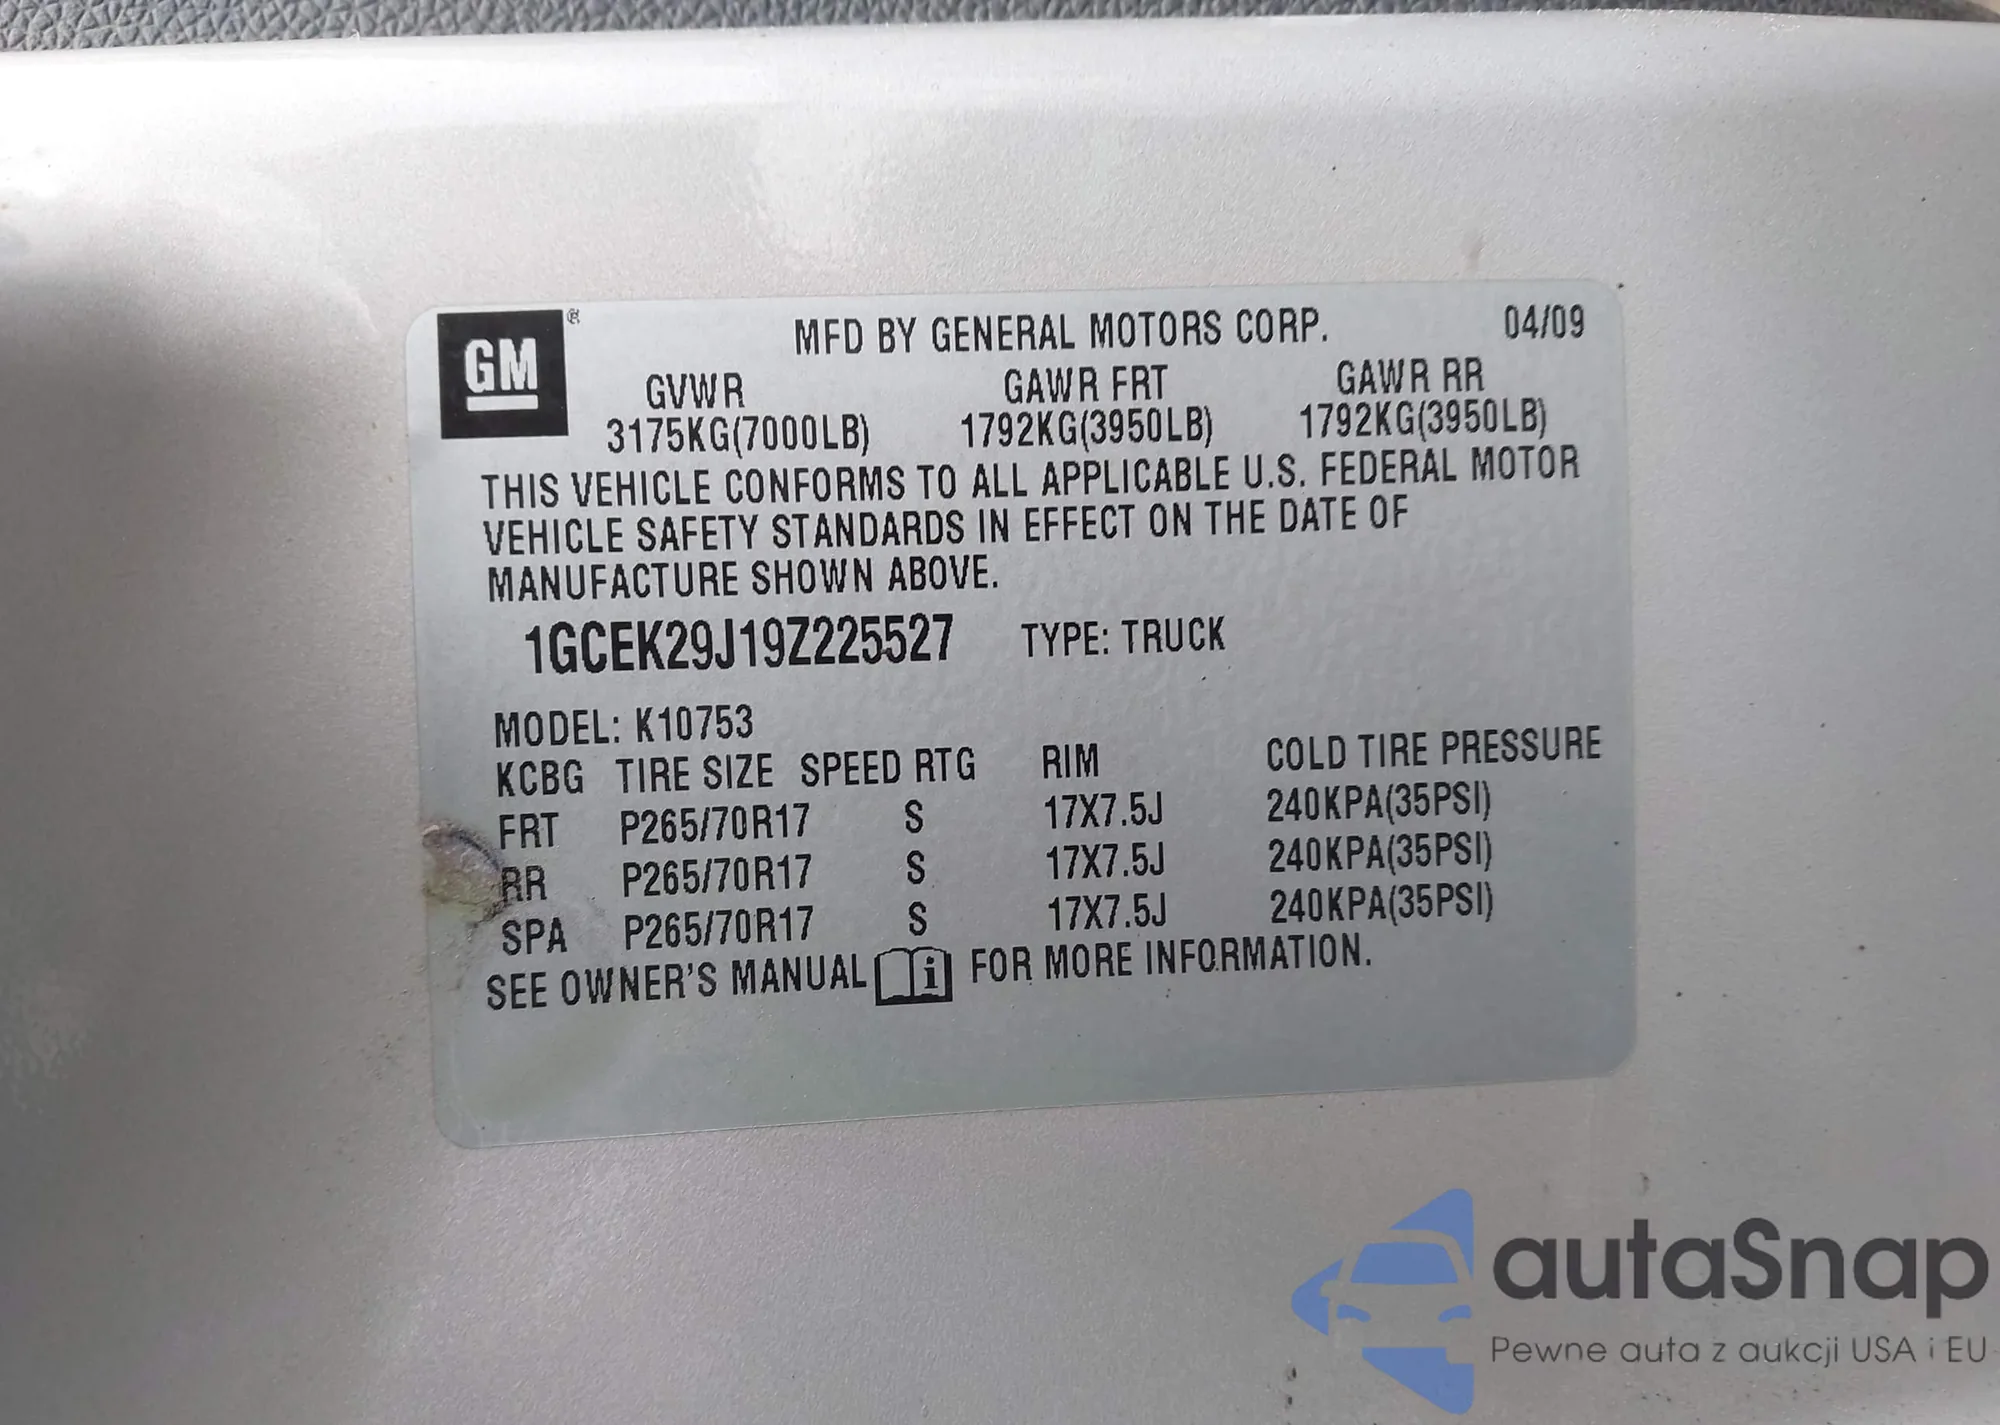 GM ®
MFD BY GENERAL MOTORS CORP. 04/09
GVWR GAWR FRT GAWR RR
3175KG(7000LB) 1792KG(3950LB) 1792KG(3950LB)
THIS VEHICLE CONFORMS TO ALL APPLICABLE U.S. FEDERAL MOTOR
VEHICLE SAFETY STANDARDS IN EFFECT ON THE DATE OF
MANUFACTURE SHOWN ABOVE.
1GCEK29J19Z225527 TYPE: TRUCK
MODEL: K10753
KCBG TIRE SIZE SPEED RTG RIM COLD TIRE PRESSURE
FRT P265/70R17 S 17X7.5J 240KPA(35PSI)
RR P265/70R17 S 17X7.5J 240KPA(35PSI)
SPA P265/70R17 S 17X7.5J 240KPA(35PSI)
SEE OWNER'S MANUAL i FOR MORE INFORMATION.
autaSnap
Pewne auta z aukcji USA i EU